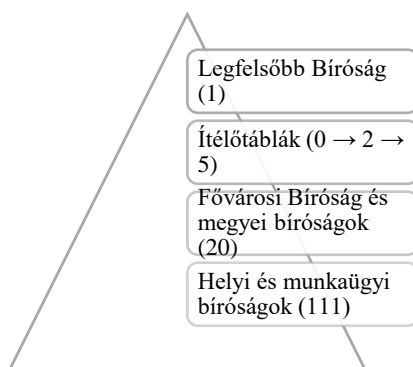 Legfelsőbb Bíróság
(1)
Ítélőtáblák (0 → 2 →
5)
Fővárosi Bíróság és
megyei bíróságok
(20)
Helyi és munkaügyi
bíróságok (111)